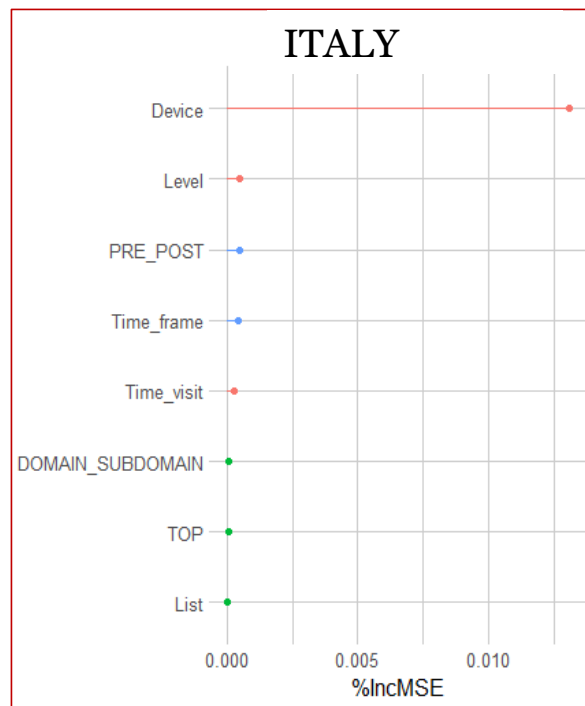 ITALY
Device
Level
PRE_POST
Time_frame
Time_visit
DOMAIN_SUBDOMAIN
TOP
List
0.000 0.005 0.010
%IncMSE